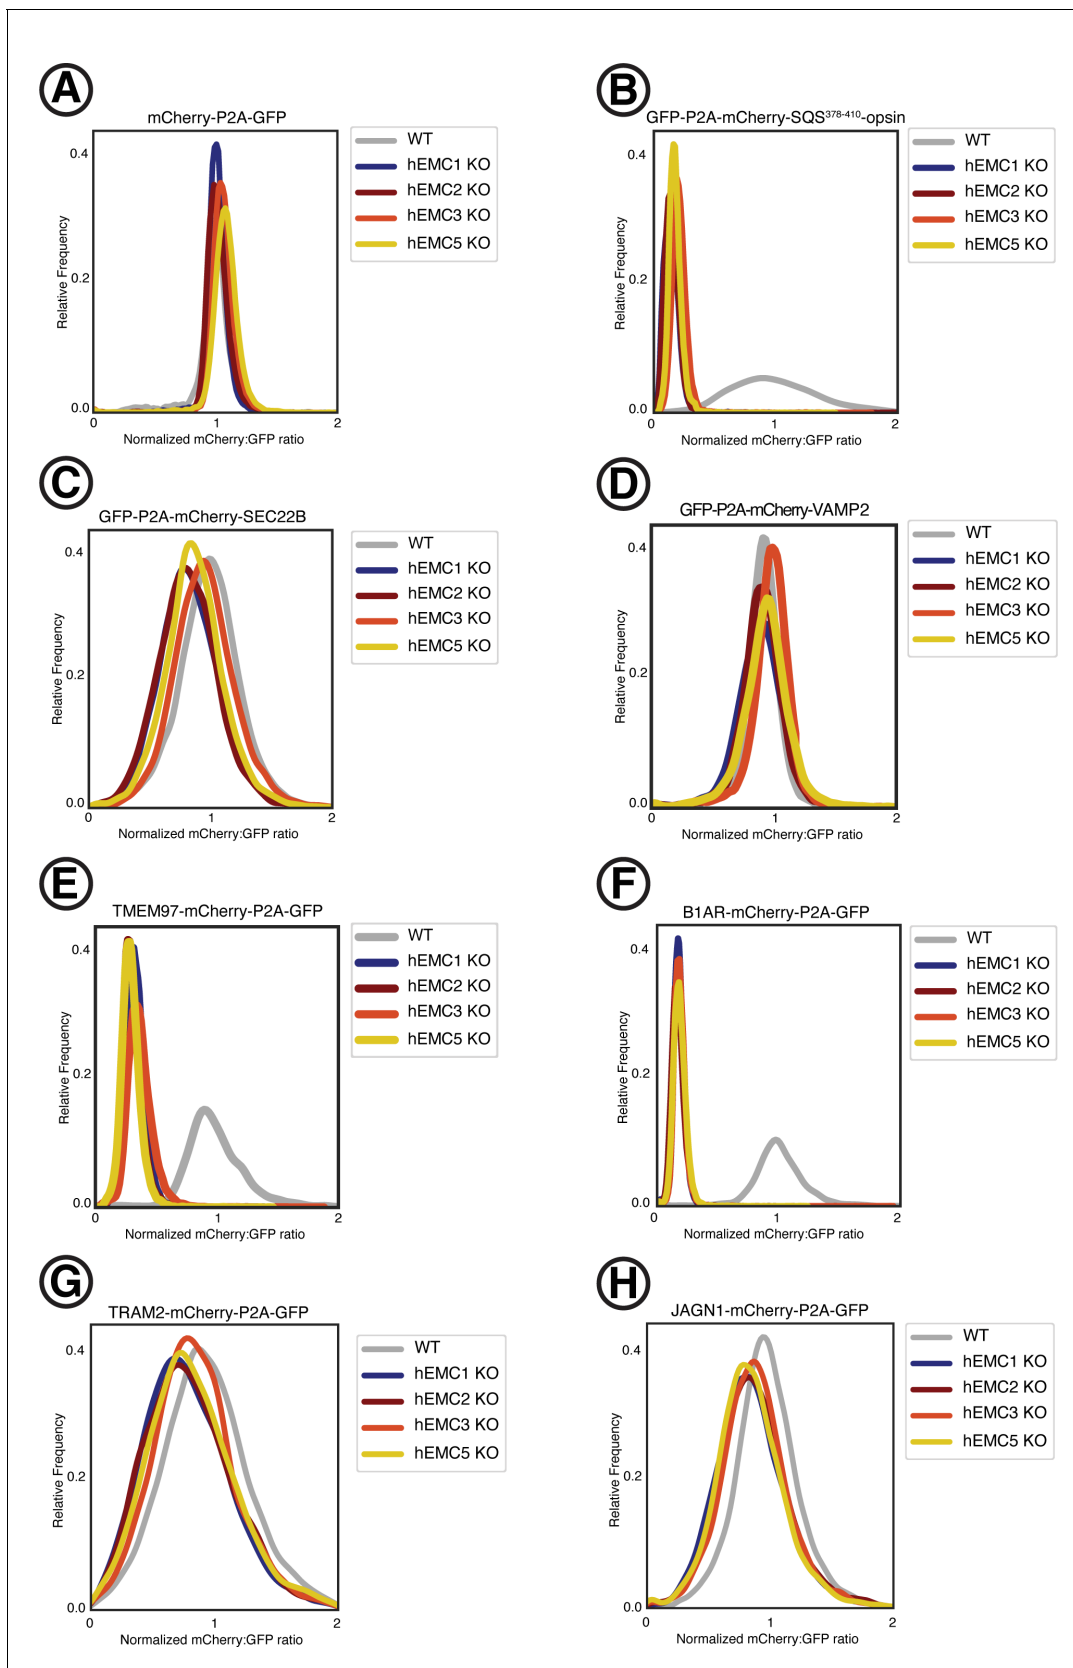 A
mCherry-P2A-GFP
0.4
0.2
0.0
Relative Frequency
0 1 2
Normalized mCherry:GFP ratio
WT
hEMC1 KO
hEMC2 KO
hEMC3 KO
hEMC5 KO
B
GFP-P2A-mCherry-SQS³⁷⁸⁻⁴¹⁰-opsin
0.4
0.2
0.0
Relative Frequency
0 1 2
Normalized mCherry:GFP ratio
WT
hEMC1 KO
hEMC2 KO
hEMC3 KO
hEMC5 KO
C
GFP-P2A-mCherry-SEC22B
0.4
0.2
0.0
Relative Frequency
0 1 2
Normalized mCherry:GFP ratio
WT
hEMC1 KO
hEMC2 KO
hEMC3 KO
hEMC5 KO
D
GFP-P2A-mCherry-VAMP2
0.4
0.2
0.0
Relative Frequency
0 1 2
Normalized mCherry:GFP ratio
WT
hEMC1 KO
hEMC2 KO
hEMC3 KO
hEMC5 KO
E
TMEM97-mCherry-P2A-GFP
0.4
0.2
0.0
Relative Frequency
0 1 2
Normalized mCherry:GFP ratio
WT
hEMC1 KO
hEMC2 KO
hEMC3 KO
hEMC5 KO
F
B1AR-mCherry-P2A-GFP
0.4
0.2
0.0
Relative Frequency
0 1 2
Normalized mCherry:GFP ratio
WT
hEMC1 KO
hEMC2 KO
hEMC3 KO
hEMC5 KO
G
TRAM2-mCherry-P2A-GFP
0.4
0.2
0.0
Relative Frequency
0 1 2
Normalized mCherry:GFP ratio
WT
hEMC1 KO
hEMC2 KO
hEMC3 KO
hEMC5 KO
H
JAGN1-mCherry-P2A-GFP
0.4
0.2
0.0
Relative Frequency
0 1 2
Normalized mCherry:GFP ratio
WT
hEMC1 KO
hEMC2 KO
hEMC3 KO
hEMC5 KO